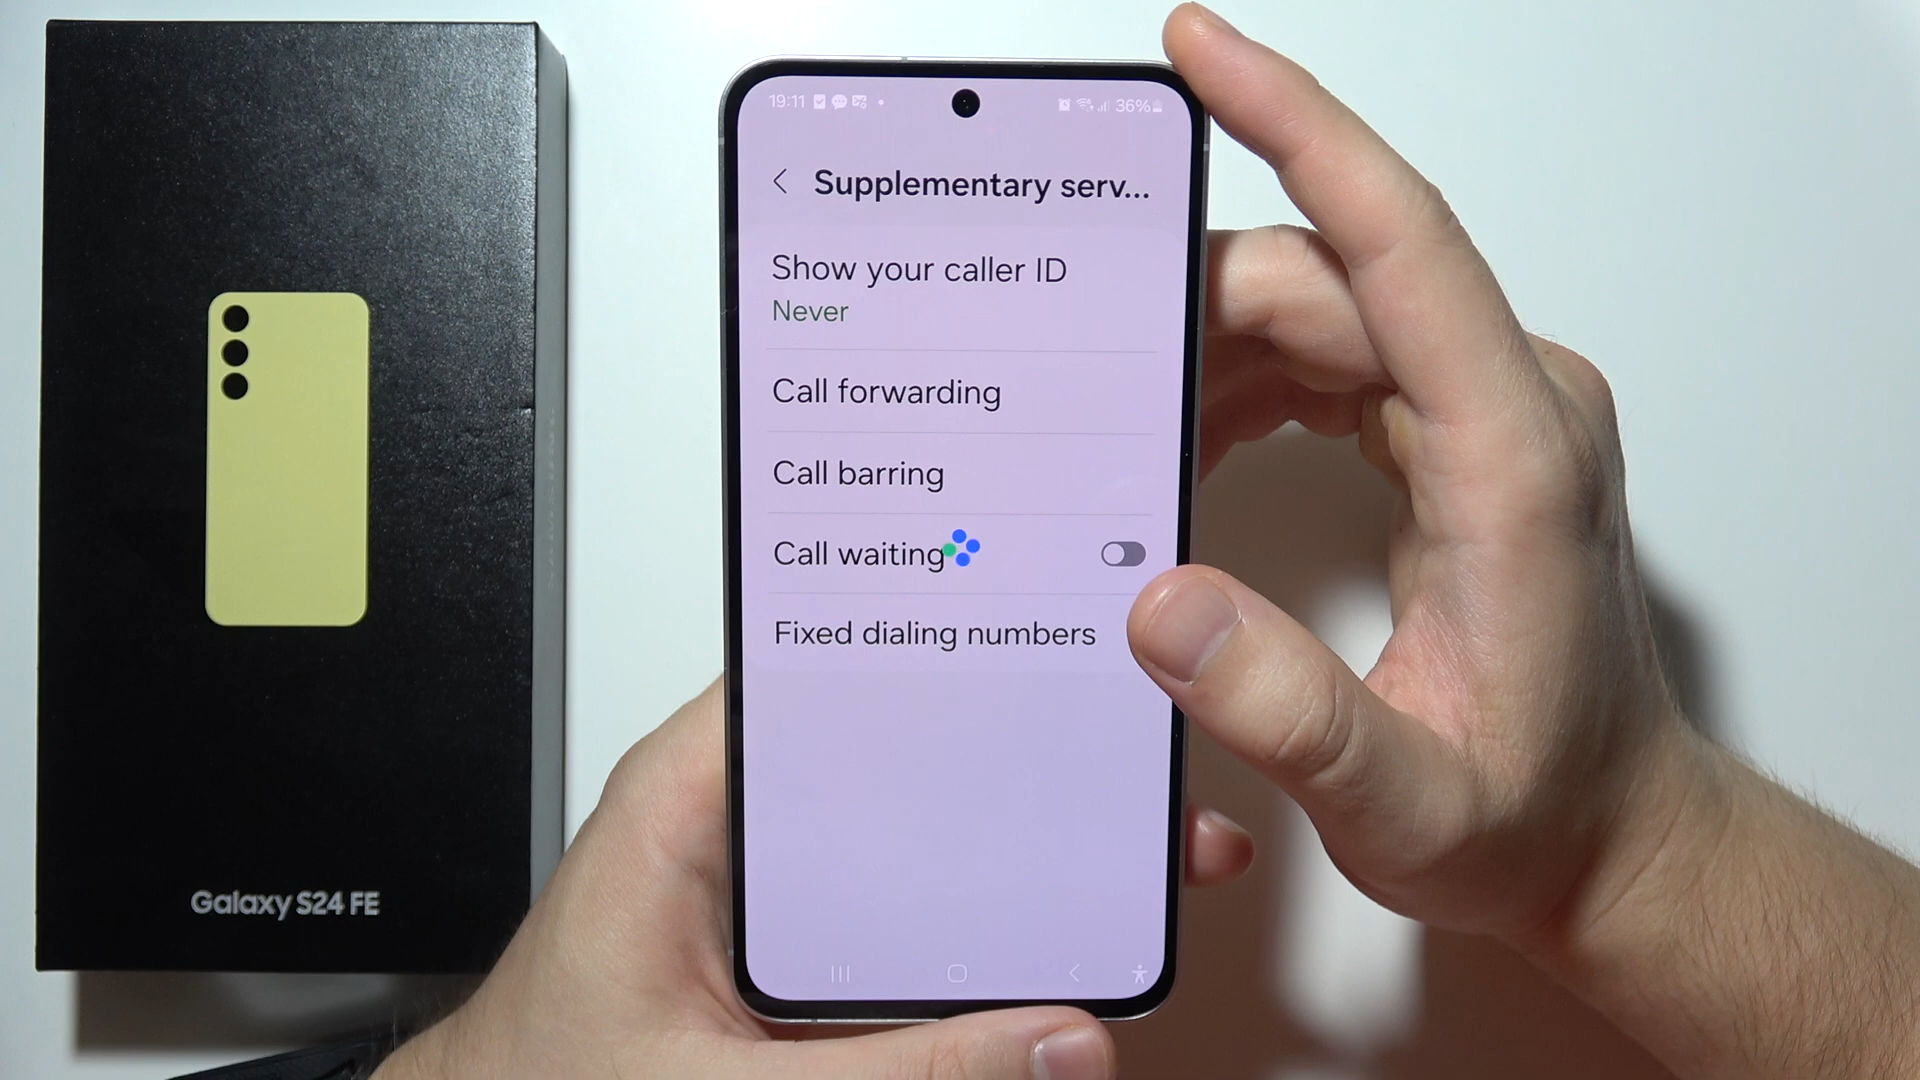 19:11
36%
Supplementary serv...
Show your caller ID
Never
Call forwarding
Call barring
Call waiting
Fixed dialing numbers
Galaxy S24 FE